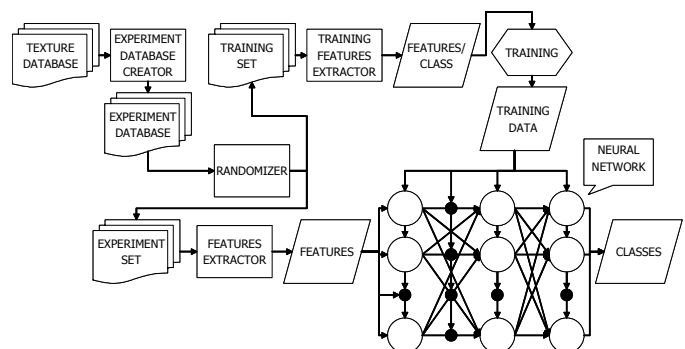 TEXTURE
DATABASE
EXPERIMENT
DATABASE
CREATOR
TRAINING
SET
TRAINING
FEATURES
EXTRACTOR
FEATURES/
CLASS
TRAINING
EXPERIMENT
DATABASE
TRAINING
DATA
RANDOMIZER
NEURAL
NETWORK
EXPERIMENT
SET
FEATURES
EXTRACTOR
FEATURES
CLASSES